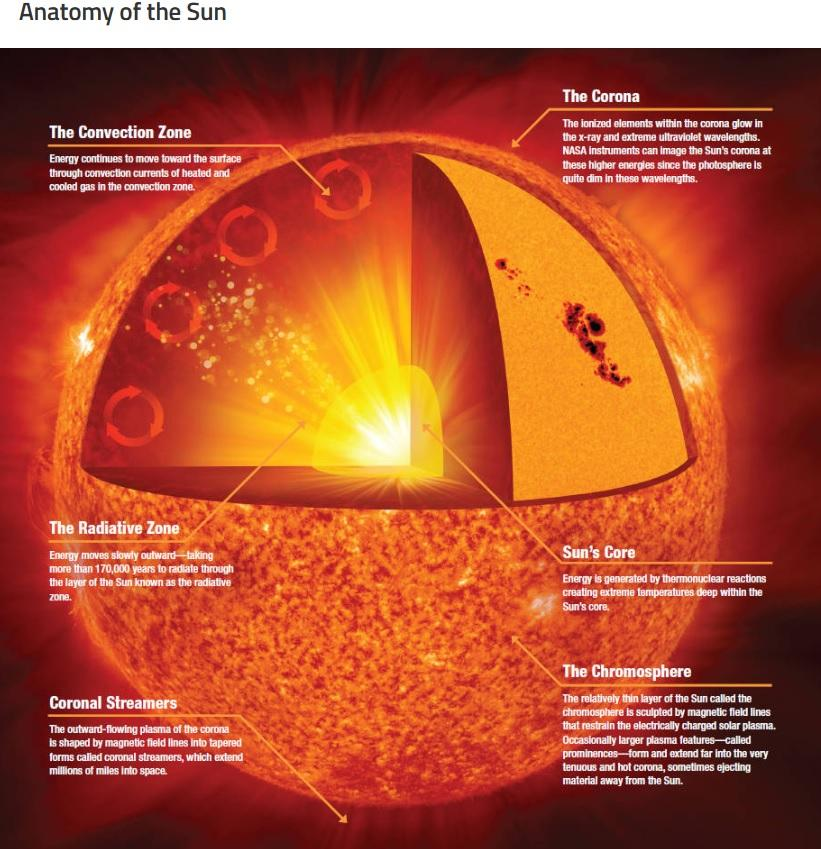 Anatomy of the Sun
The Convection Zone
Energy continues to move toward the surface
through convection currents of heated and
cooled gas in the convection zone.
The Corona
The ionized elements within the corona glow in
the x-ray and extreme ultraviolet wavelengths.
NASA instruments can image the Sun's corona at
these higher energies since the photosphere is
quite dim in these wavelengths.
The Radiative Zone
Energy moves slowly outward—taking
more than 170,000 years to radiate through
the layer of the Sun known as the radiative
zone.
Sun's Core
Energy is generated by thermonuclear reactions
creating extreme temperatures deep within the
Sun's core.
Coronal Streamers
The outward-flowing plasma of the corona
is shaped by magnetic field lines into tapered
forms called coronal streamers, which extend
millions of miles into space.
The Chromosphere
The relatively thin layer of the Sun called the
chromosphere is sculpted by magnetic field lines
that restrain the electrically charged solar plasma.
Occasionally larger plasma features—called
prominences—form and extend far into the very
tenuous and hot corona, sometimes ejecting
material away from the Sun.